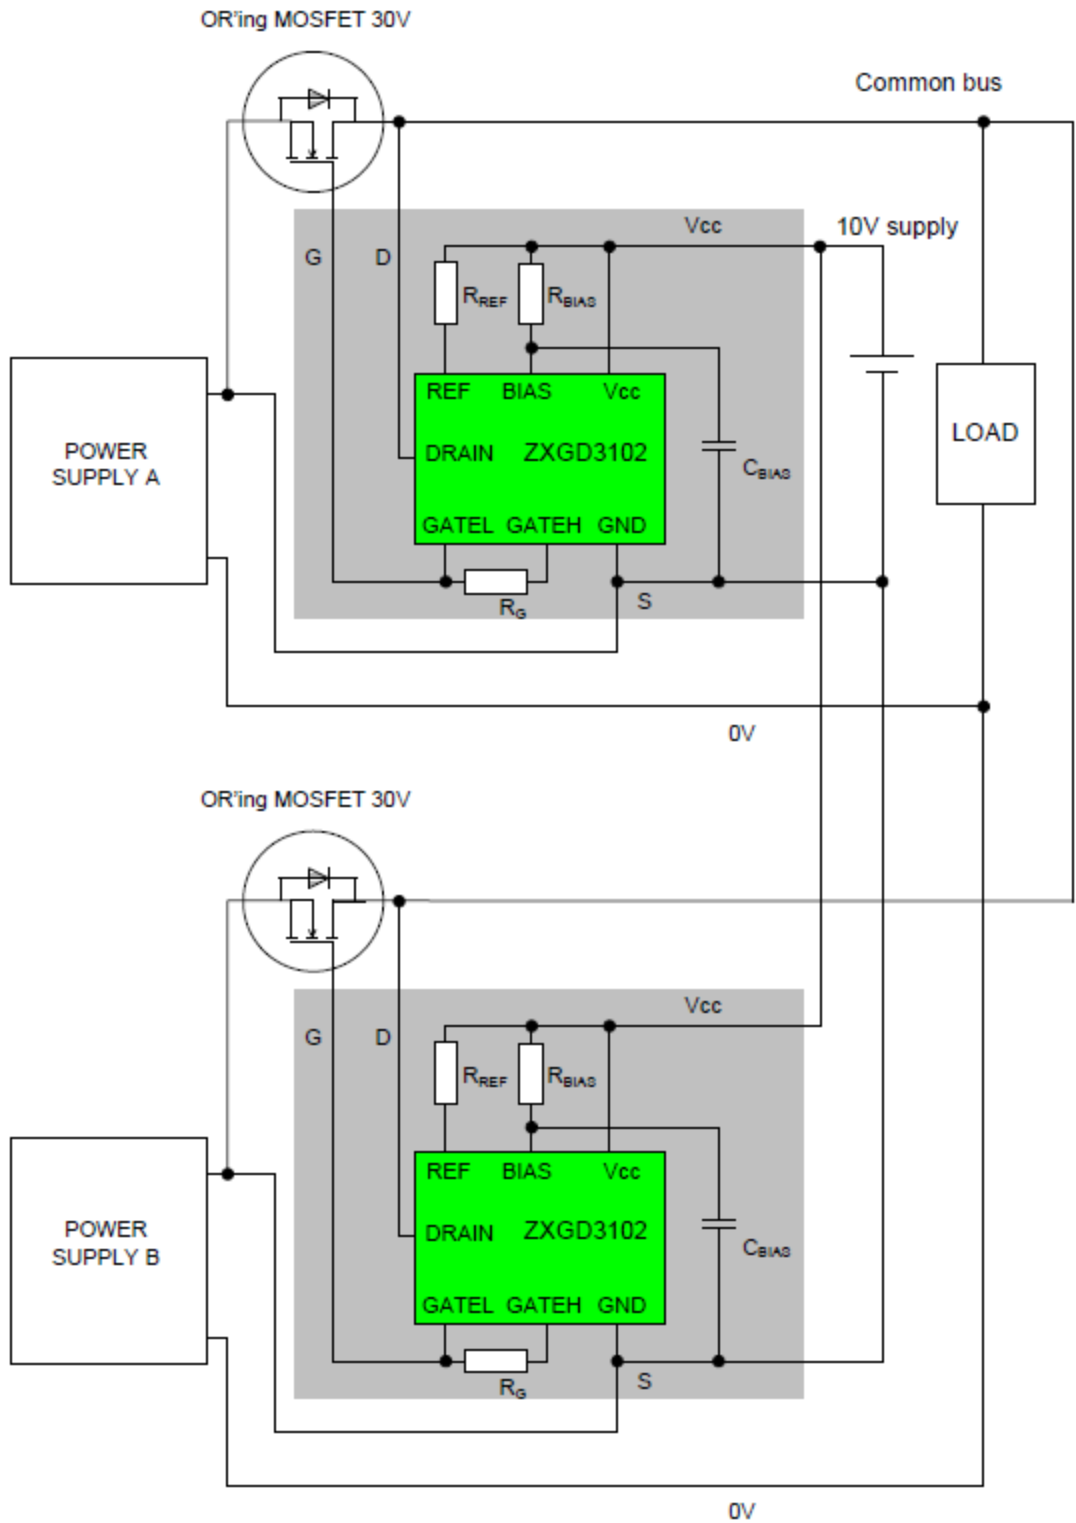 OR'ing MOSFET 30V
Common bus
Vcc
10V supply
G
D
RREF
RBIAS
REF
BIAS
Vcc
POWER
SUPPLY A
DRAIN
ZXGD3102
LOAD
CBIAS
GATEL
GATEH
GND
RG
S
0V
OR'ing MOSFET 30V
Vcc
G
D
RREF
RBIAS
REF
BIAS
Vcc
POWER
SUPPLY B
DRAIN
ZXGD3102
CBIAS
GATEL
GATEH
GND
RG
S
0V